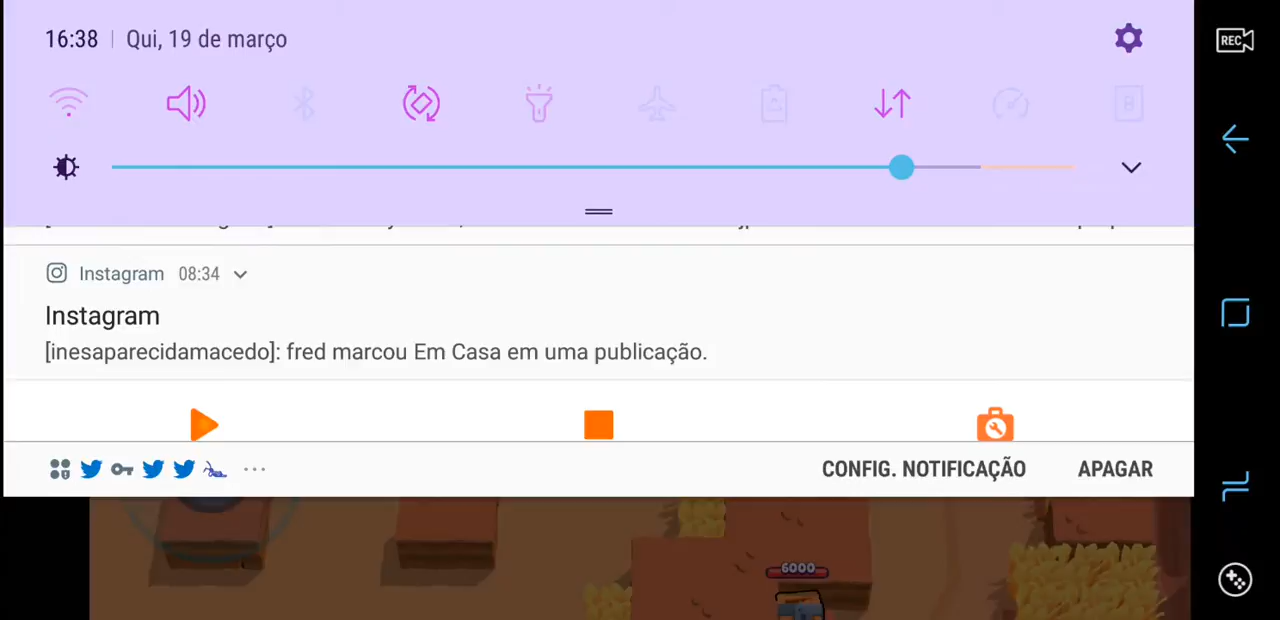 16:38 | Qui, 19 de março
Instagram 08:34
Instagram
[inesaparecidamacedo]: fred marcou Em Casa em uma publicação.
CONFIG. NOTIFICAÇÃO APAGAR
REC
B
6000